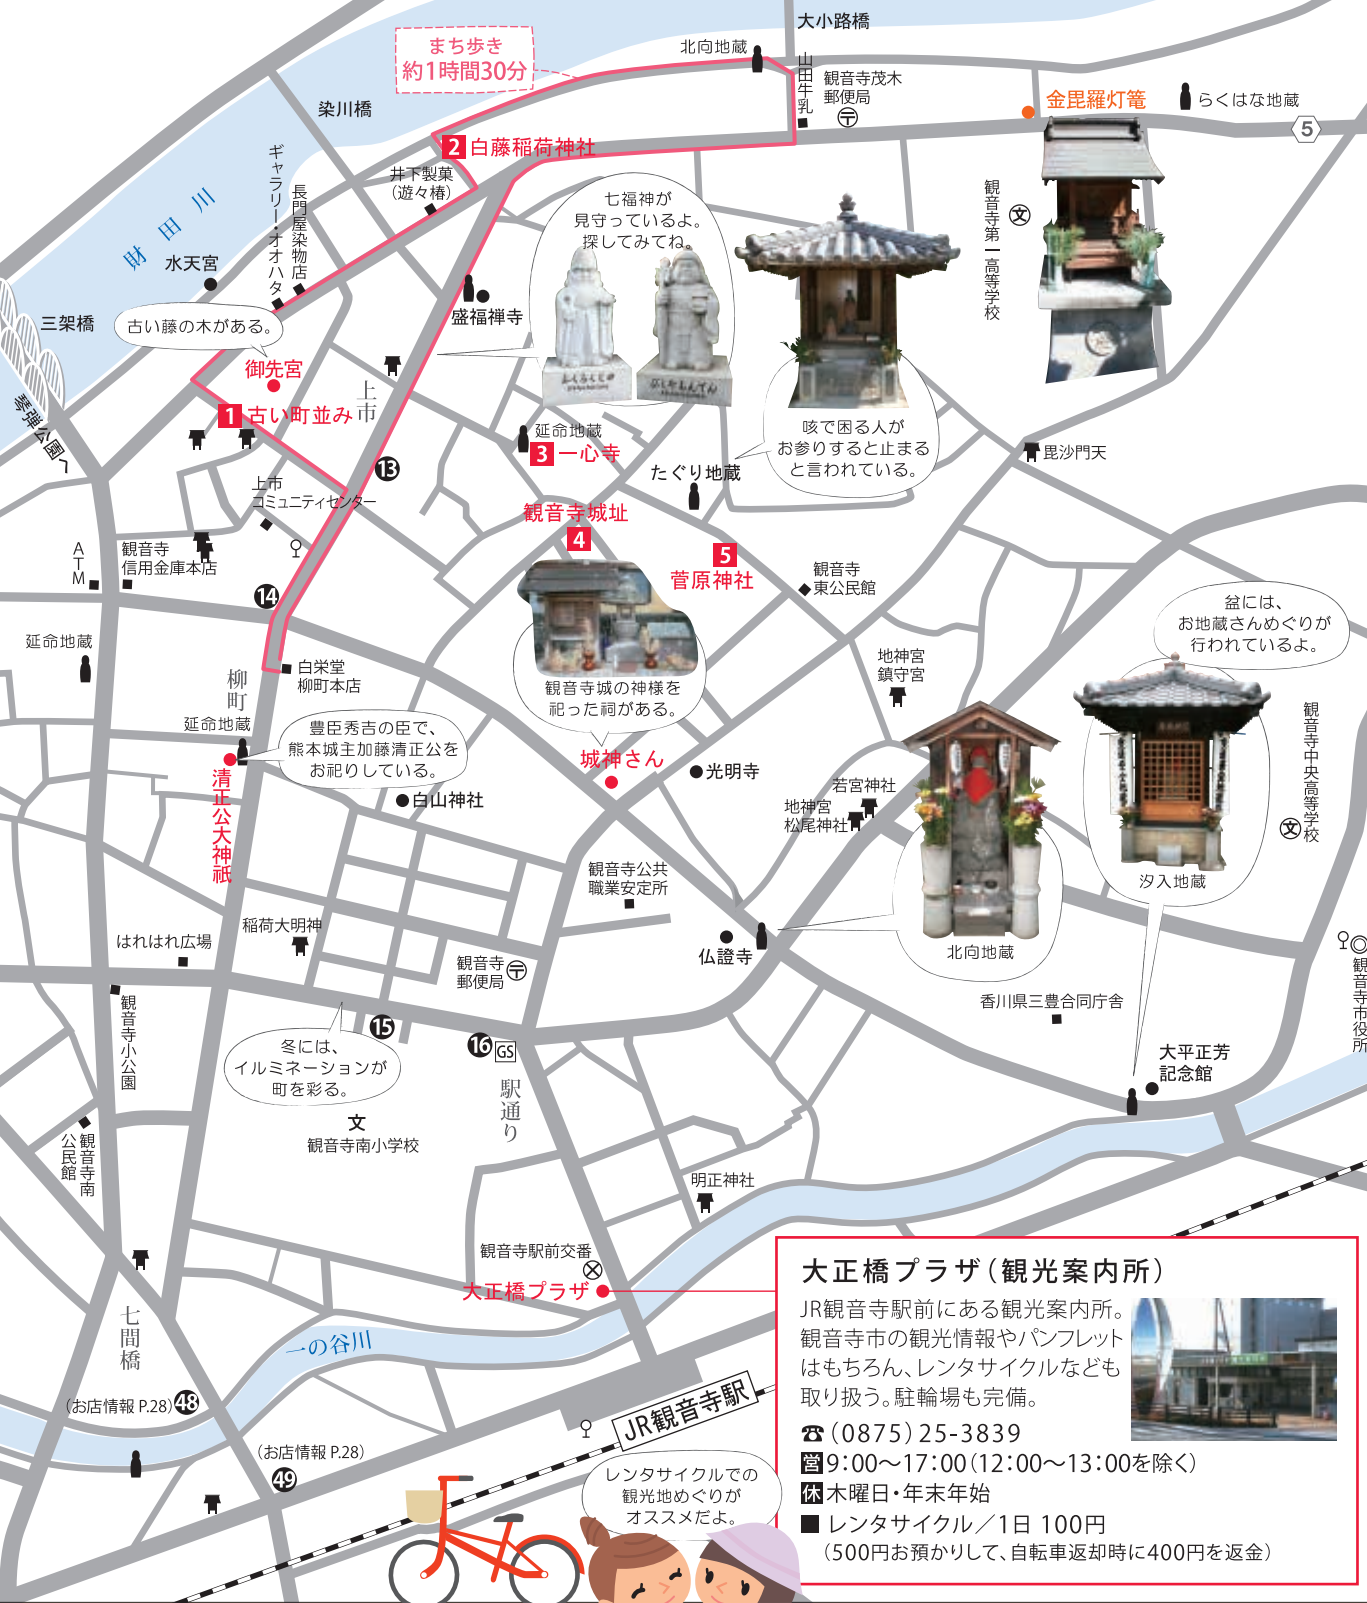 大小路橋
まち歩き
約1時間30分
北向地蔵
山田牛乳
観音寺茂木
郵便局
金毘羅灯篭
らくはな地蔵
5
染川橋
2 白藤稲荷神社
井下製菓
(遊々椿)
ギャラリー・オオハタ
長門屋染物店
財田川
水天宮
三架橋
琴弾公園へ
古い藤の木がある。
御先宮
1 古い町並み
上市
盛福禅寺
七福神が
見守っているよ。
探してみてね。
観音寺第一高等学校
文
咳で困る人が
お参りすると止まる
と言われている。
延命地蔵
3 一心寺
たぐり地蔵
毘沙門天
13
上市
コミュニティセンター
観音寺城址
4
5
菅原神社
観音寺
東公民館
ATM
観音寺
信用金庫本店
14
延命地蔵
白栄堂
柳町本店
柳町
延命地蔵
豊臣秀吉の臣で、
熊本城主加藤清正公を
お祀りしている。
清正公大神祇
白山神社
観音寺城の神様を
祀った祠がある。
城神さん
光明寺
地神宮
鎮守宮
盆には、
お地蔵さんめぐりが
行われているよ。
観音寺中央高等学校
文
若宮神社
地神宮
松尾神社
汐入地蔵
北向地蔵
観音寺公共
職業安定所
仏證寺
はれはれ広場
稲荷大明神
観音寺
郵便局
観音寺小公園
15
16
GS
冬には、
イルミネーションが
町を彩る。
駅通り
文
観音寺南小学校
観音寺南
公民館
香川県三豊合同庁舎
観音寺市役所
大平正芳
記念館
明正神社
観音寺駅前交番
大正橋プラザ
七間橋
一の谷川
(お店情報 P.28) 48
(お店情報 P.28)
49
JR観音寺駅
レンタサイクルでの
観光地めぐりが
オススメだよ。
大正橋プラザ(観光案内所)
JR観音寺駅前にある観光案内所。
観音寺市の観光情報やパンフレット
はもちろん、レンタサイクルなども
取り扱う。駐輪場も完備。
☎(0875)25-3839
営 9:00〜17:00(12:00〜13:00を除く)
休 木曜日・年末年始
■ レンタサイクル/1日 100円
(500円お預かりして、自転車返却時に400円を返金)